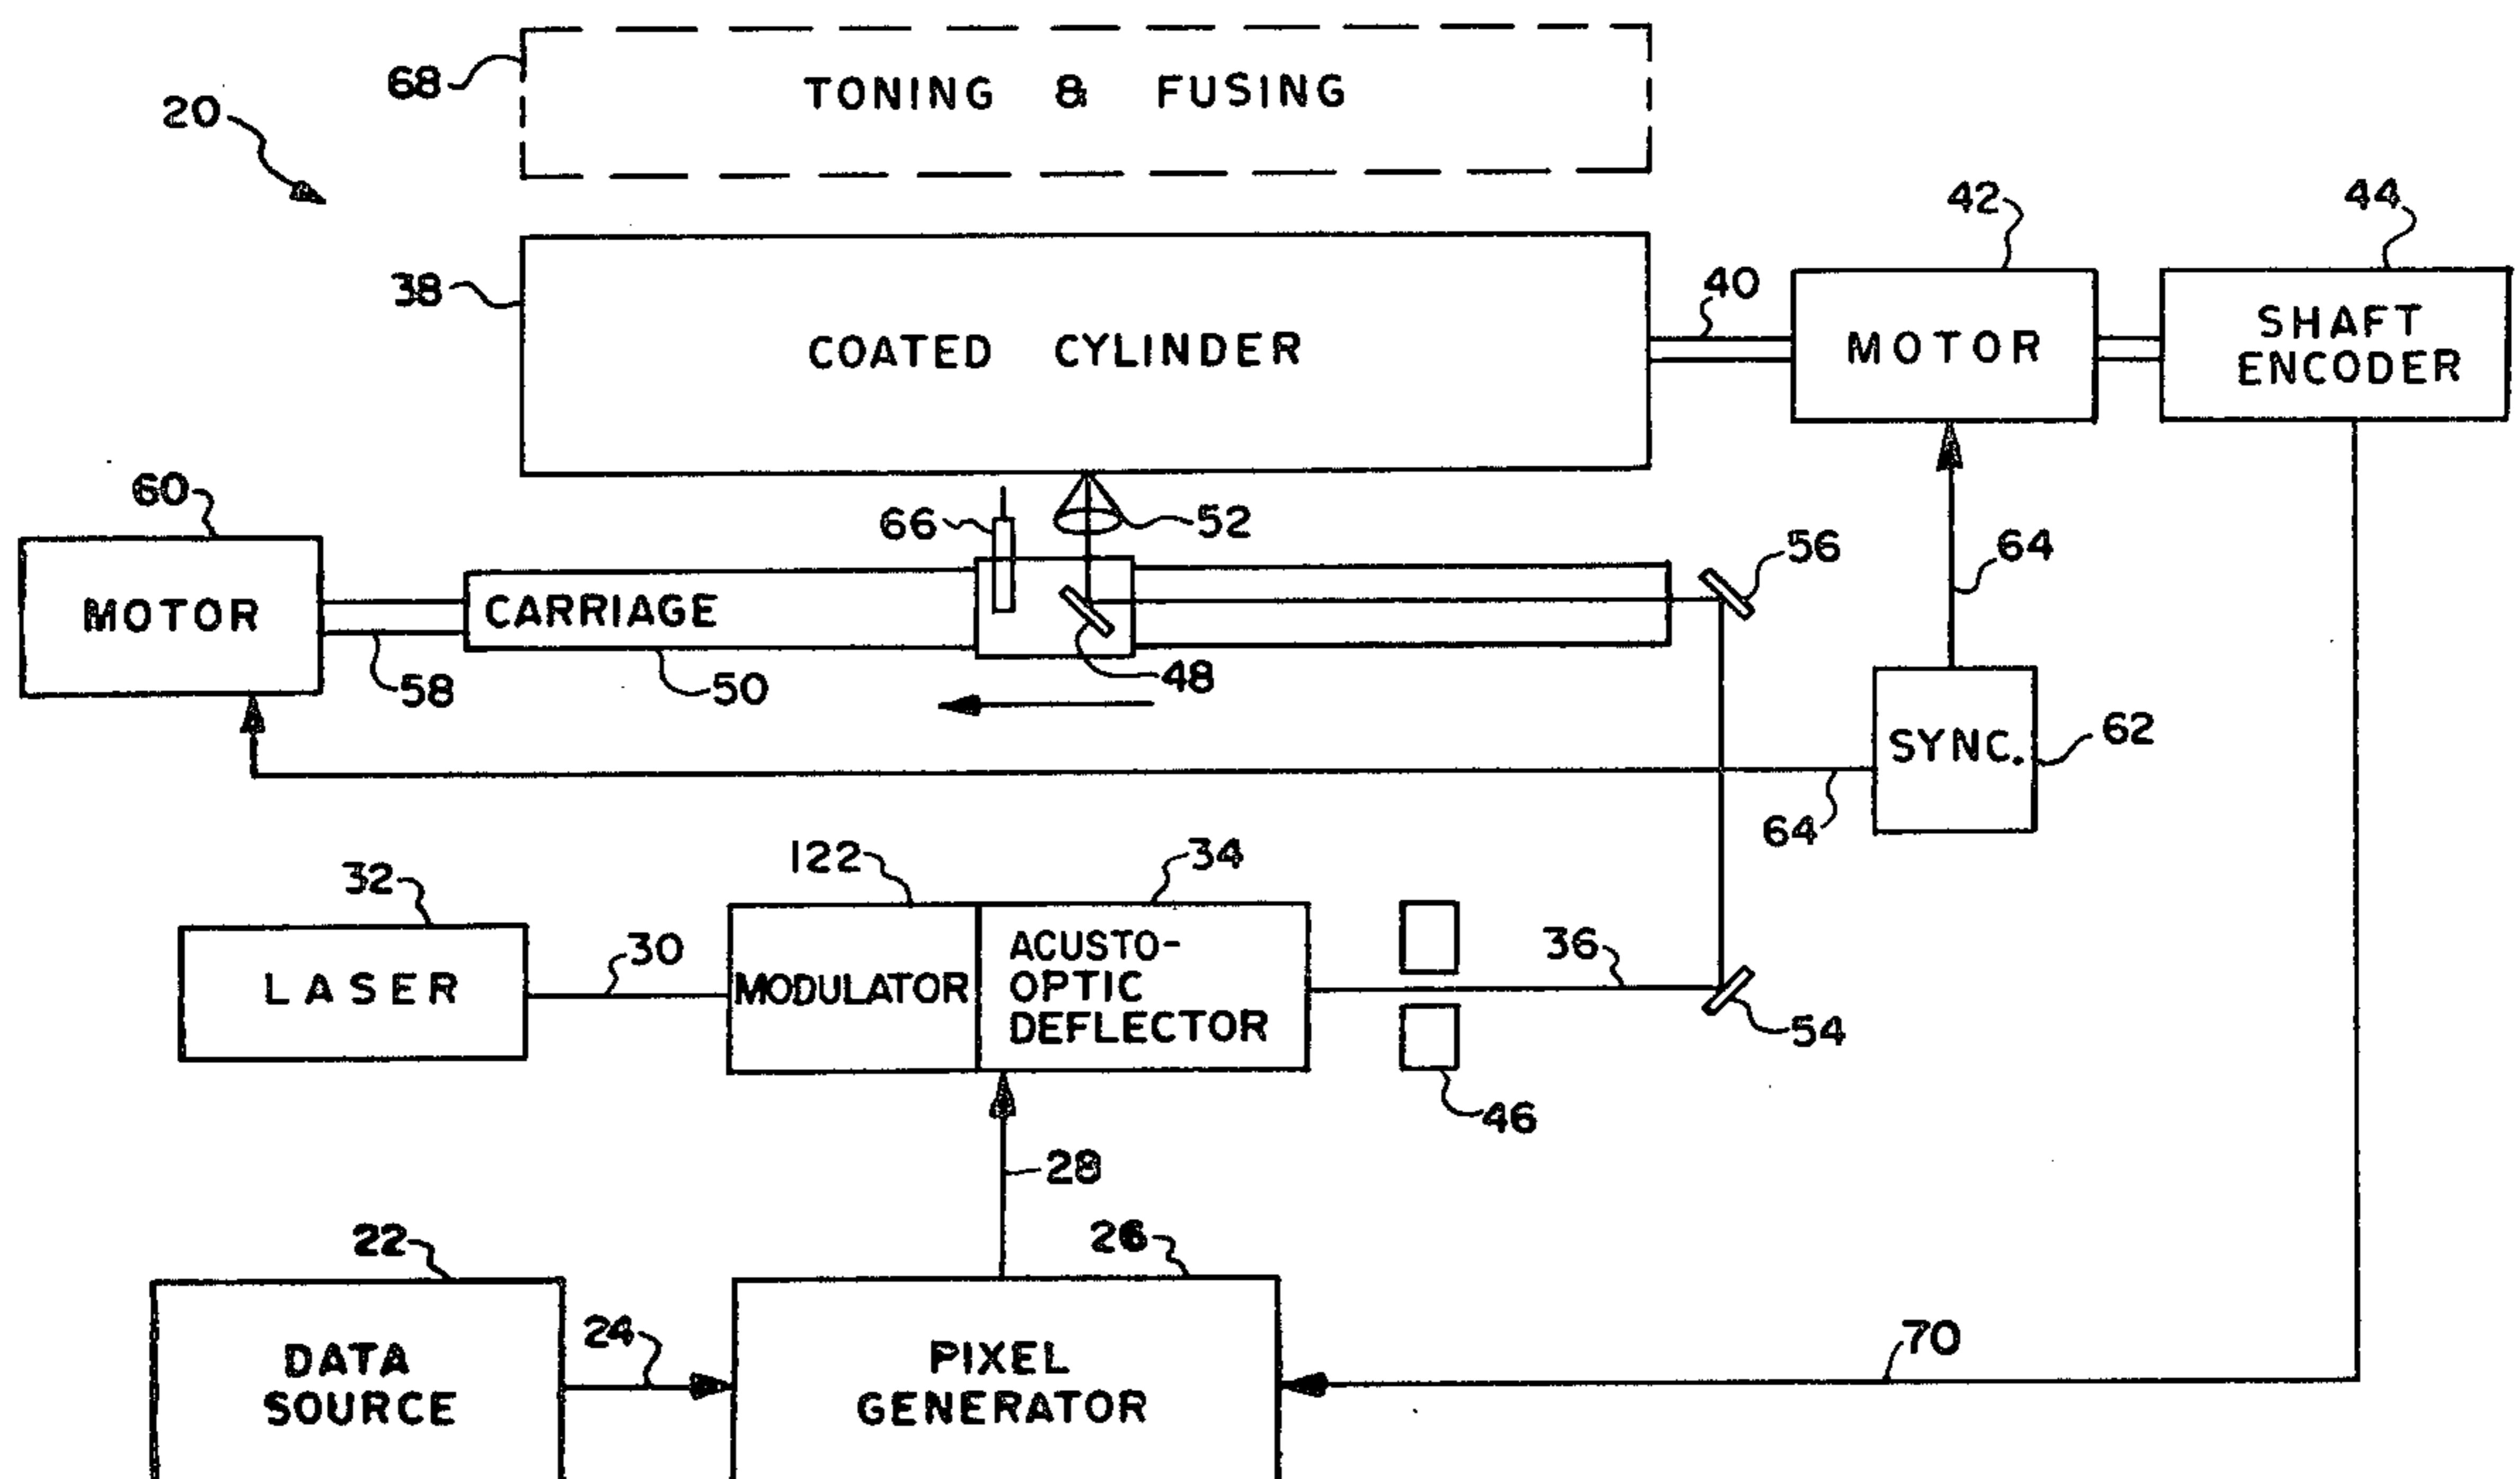 68
TONING & FUSING
20
42
44
38
40
COATED CYLINDER
MOTOR
SHAFT
ENCODER
60
66
52
56
64
MOTOR
CARRIAGE
58
50
48
SYNC.
62
64
122
34
32
30
36
LASER
MODULATOR
ACUSTO-
OPTIC
DEFLECTOR
54
46
28
22
26
24
70
DATA
SOURCE
PIXEL
GENERATOR